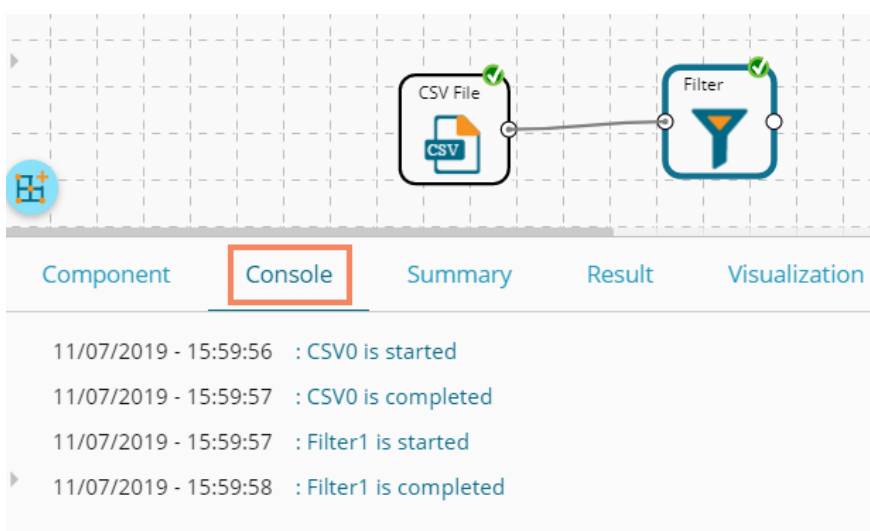 CSV File
Filter
CSV
Component Console Summary Result Visualization
11/07/2019 - 15:59:56 : CSV0 is started
11/07/2019 - 15:59:57 : CSV0 is completed
11/07/2019 - 15:59:57 : Filter1 is started
11/07/2019 - 15:59:58 : Filter1 is completed